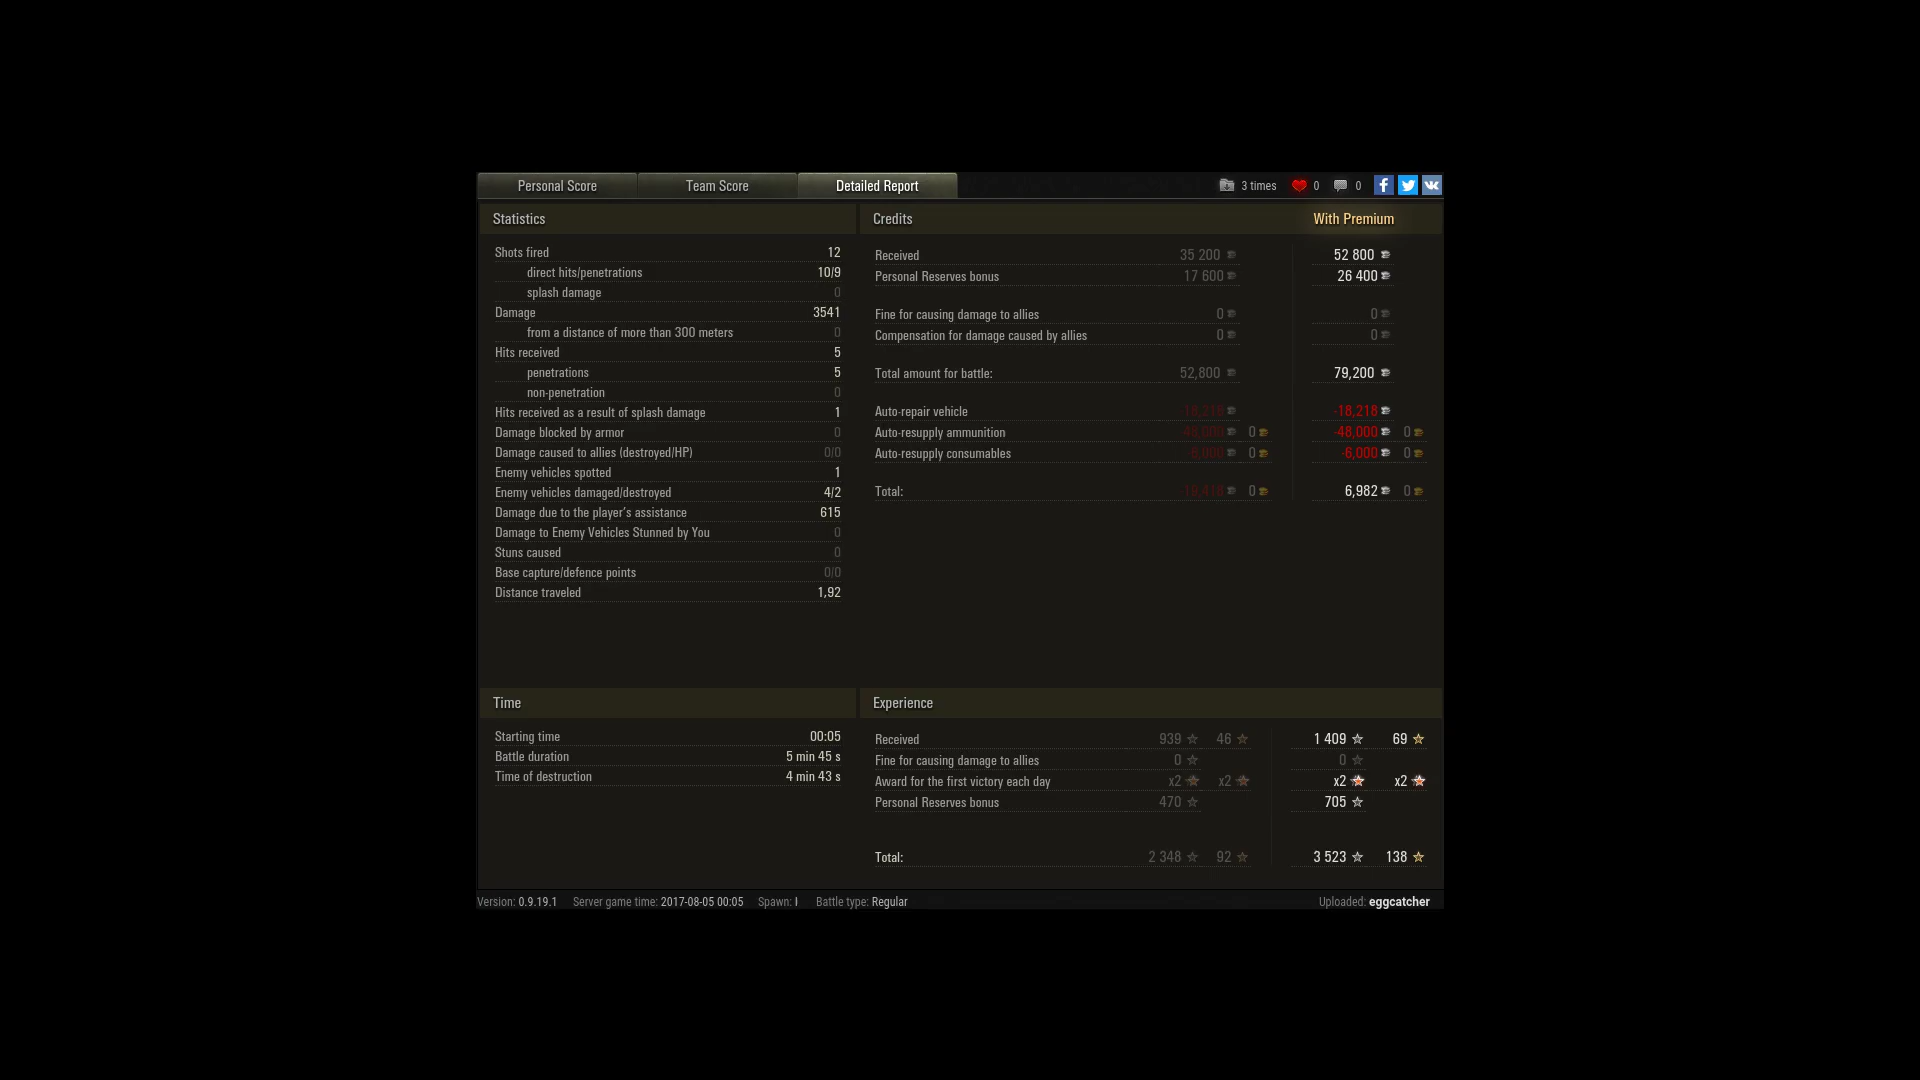 Personal Score Team Score Detailed Report 3 times 0 0
Statistics
Shots fired 12
direct hits/penetrations 10/9
splash damage 0
Damage 3541
from a distance of more than 300 meters 0
Hits received 5
penetrations 5
non-penetration 0
Hits received as a result of splash damage 1
Damage blocked by armor 0
Damage caused to allies (destroyed/HP) 0/0
Enemy vehicles spotted 1
Enemy vehicles damaged/destroyed 4/2
Damage due to the player's assistance 615
Damage to Enemy Vehicles Stunned by You 0
Stuns caused 0
Base capture/defence points 0/0
Distance traveled 1,92
Credits With Premium
Received 35 200 52 800
Personal Reserves bonus 17 600 26 400
Fine for causing damage to allies 0 0
Compensation for damage caused by allies 0 0
Total amount for battle: 52,800 79,200
Auto-repair vehicle -18,218 -18,218
Auto-resupply ammunition -48,000 0 -48,000 0
Auto-resupply consumables -6,000 0 -6,000 0
Total: -19,418 0 6,982 0
Time
Starting time 00:05
Battle duration 5 min 45 s
Time of destruction 4 min 43 s
Experience
Received 939 46 1 409 69
Fine for causing damage to allies 0 0
Award for the first victory each day x2 x2 x2 x2
Personal Reserves bonus 470 705
Total: 2 348 92 3 523 138
Version: 0.9.19.1 Server game time: 2017-08-05 00:05 Spawn: I Battle type: Regular Uploaded: eggcatcher